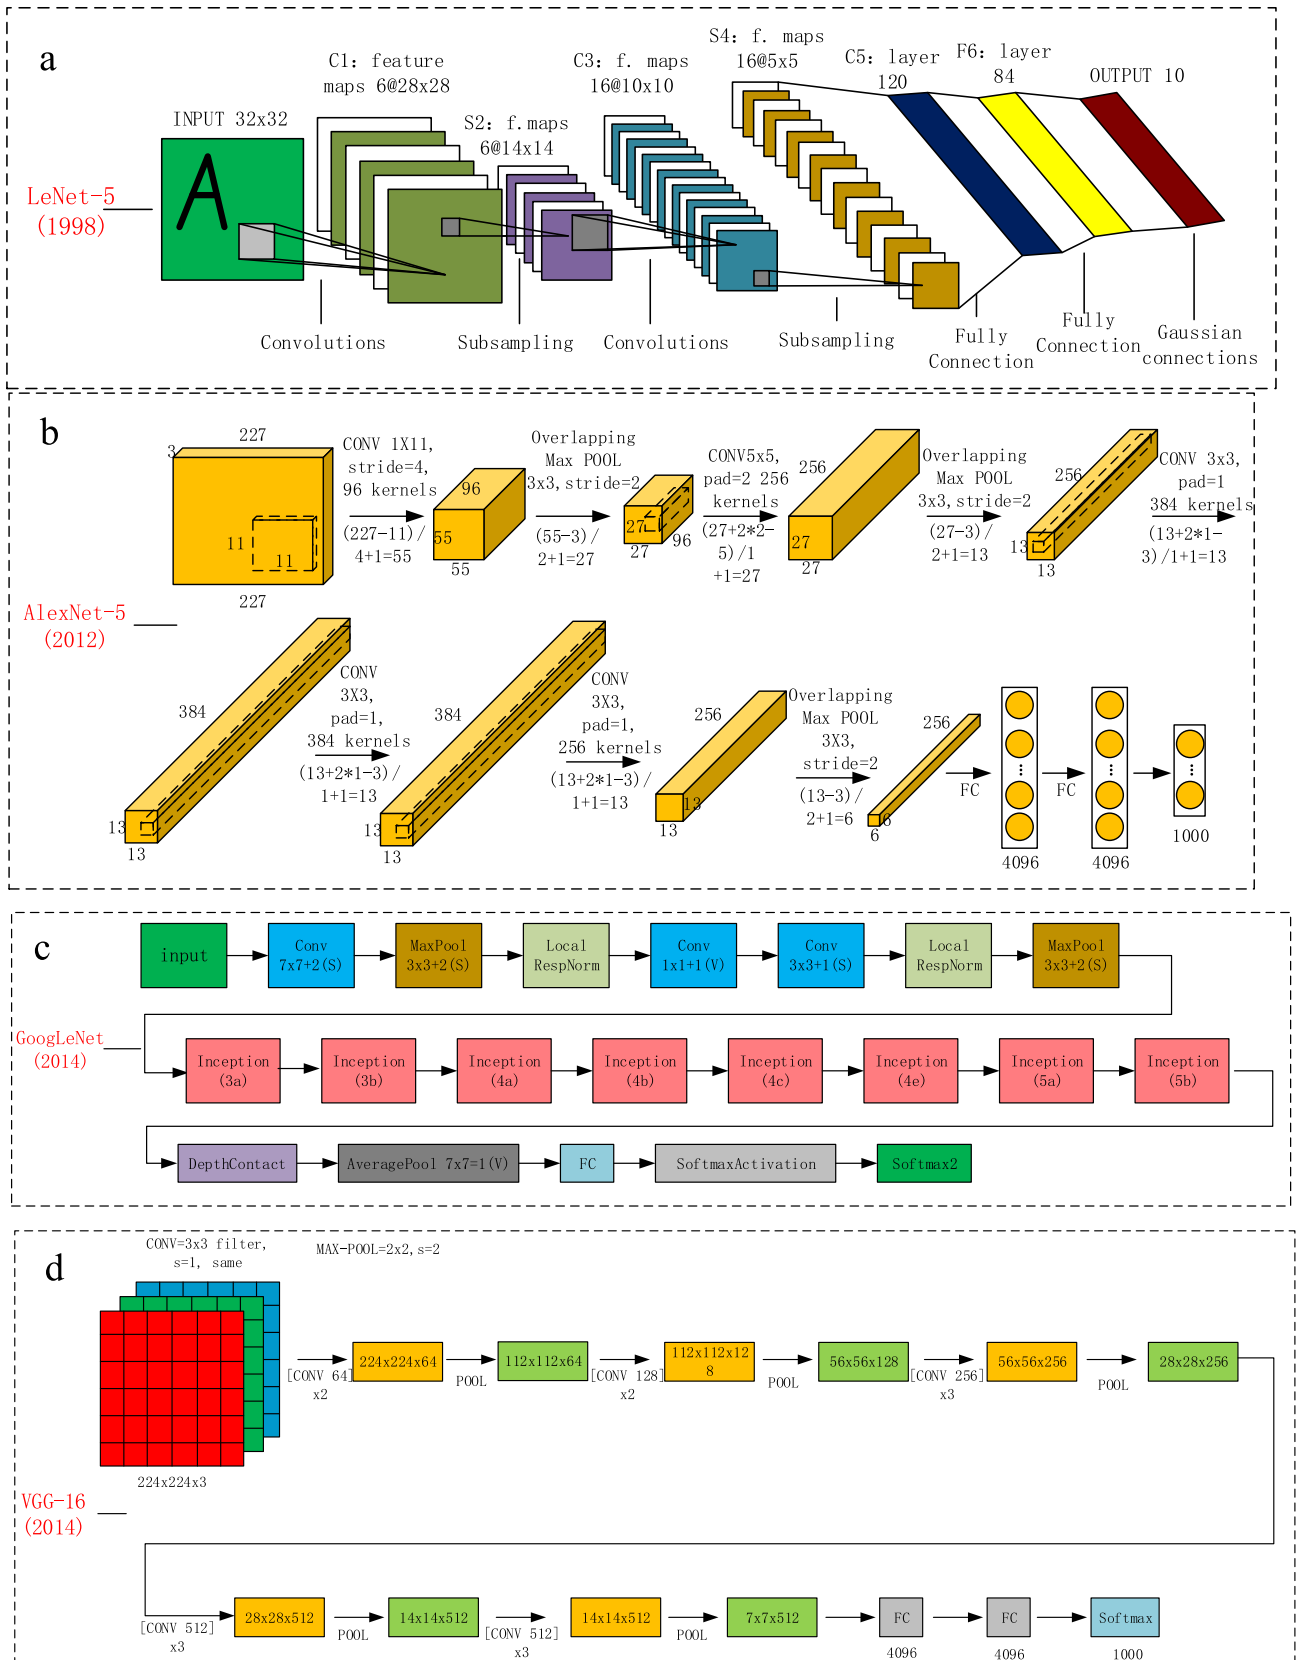 a
LeNet-5
(1998)
INPUT 32x32
A
C1: feature
maps 6@28x28
S2: f.maps
6@14x14
C3: f. maps
16@10x10
S4: f. maps
16@5x5
C5: layer
120
F6: layer
84
OUTPUT 10
Convolutions
Subsampling
Convolutions
Subsampling
Fully
Connection
Fully
Connection
Gaussian
connections
b
AlexNet-5
(2012)
227
3
11
11
227
CONV 1X11,
stride=4,
96 kernels
(227-11)/
4+1=55
96
55
55
Overlapping
Max POOL
3x3,stride=2
(55-3)/
2+1=27
27
27
96
CONV5x5,
pad=2 256
kernels
(27+2*2-
5)/1
+1=27
256
27
27
Overlapping
Max POOL
3x3,stride=2
(27-3)/
2+1=13
256
13
13
CONV 3x3,
pad=1
384 kernels
(13+2*1-
3)/1+1=13
384
13
13
CONV
3X3,
pad=1,
384 kernels
(13+2*1-3)/
1+1=13
384
13
13
CONV
3X3,
pad=1,
256 kernels
(13+2*1-3)/
1+1=13
256
13
13
Overlapping
Max POOL
3X3,
stride=2
(13-3)/
2+1=6
256
6
6
FC
4096
FC
4096
1000
c
GoogLeNet
(2014)
input
Conv
7x7+2(S)
MaxPool
3x3+2(S)
Local
RespNorm
Conv
1x1+1(V)
Conv
3x3+1(S)
Local
RespNorm
MaxPool
3x3+2(S)
Inception
(3a)
Inception
(3b)
Inception
(4a)
Inception
(4b)
Inception
(4c)
Inception
(4e)
Inception
(5a)
Inception
(5b)
DepthContact
AveragePool 7x7=1(V)
FC
SoftmaxActivation
Softmax2
d
VGG-16
(2014)
CONV=3x3 filter,
s=1, same
MAX-POOL=2x2,s=2
224x224x3
[CONV 64]
x2
224x224x64
POOL
112x112x64
[CONV 128]
x2
112x112x12
8
POOL
56x56x128
[CONV 256]
x3
56x56x256
POOL
28x28x256
[CONV 512]
x3
28x28x512
POOL
14x14x512
[CONV 512]
x3
14x14x512
POOL
7x7x512
FC
4096
FC
4096
Softmax
1000